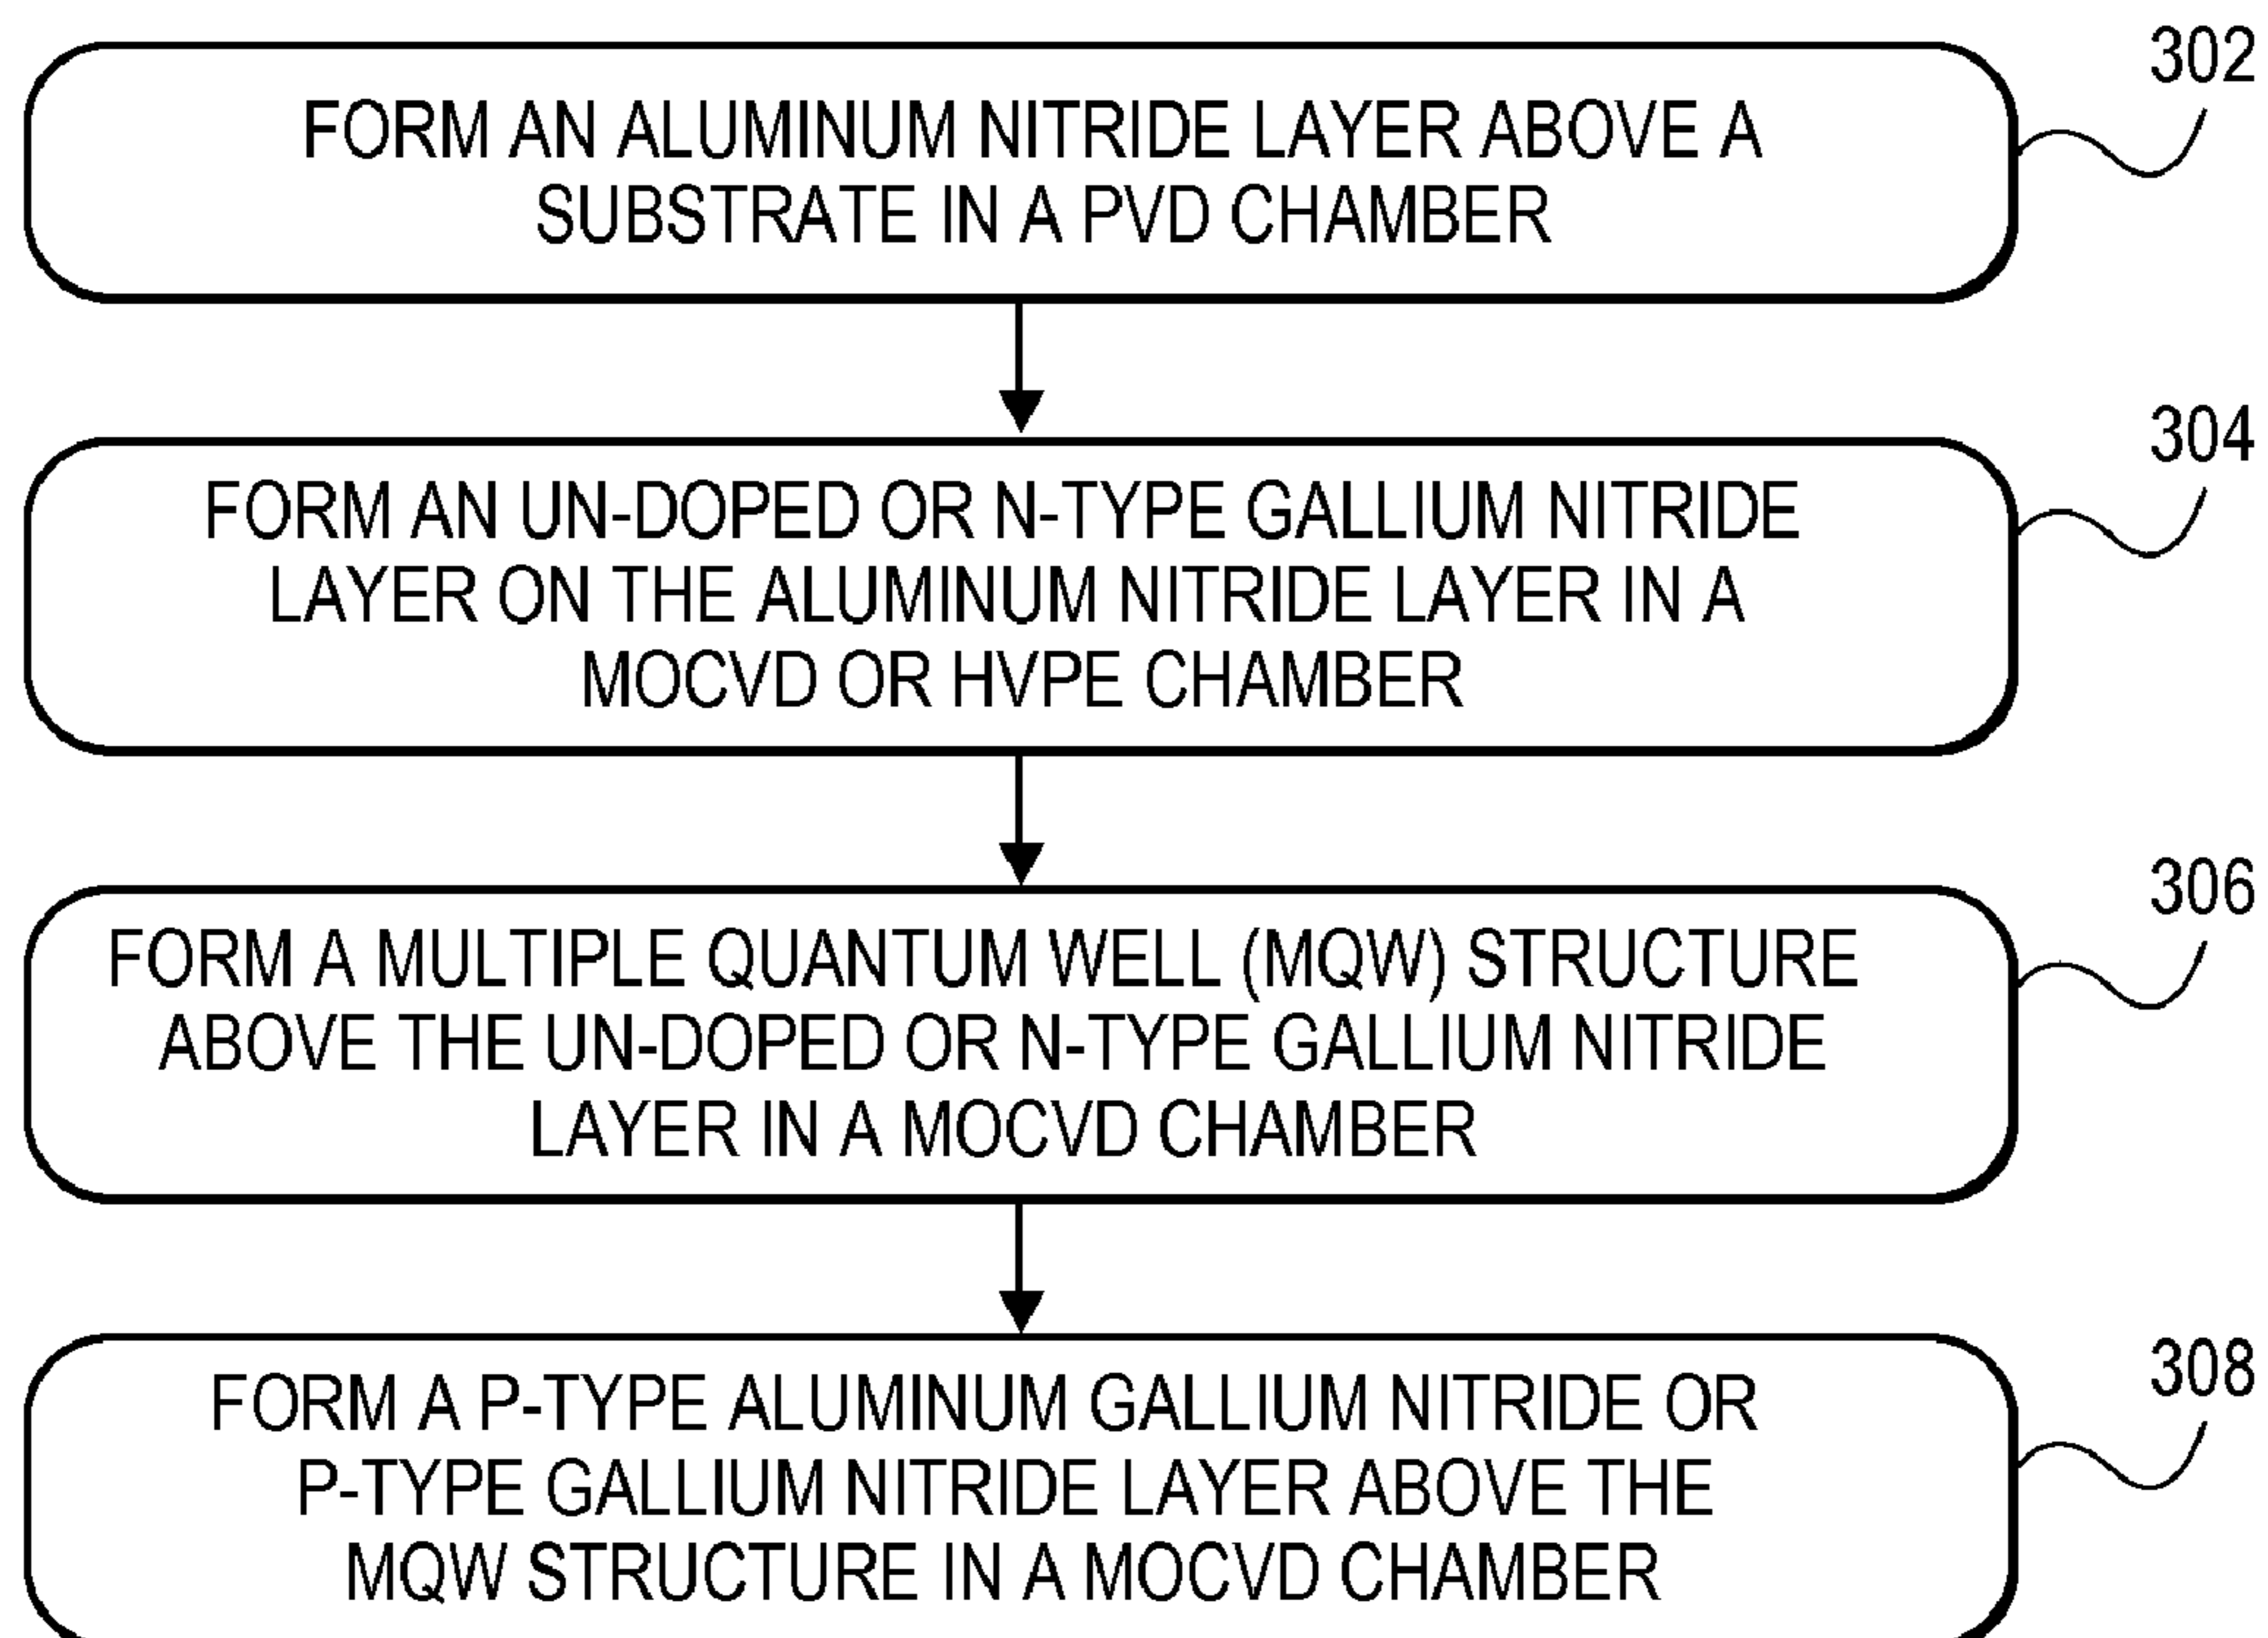 302
FORM AN ALUMINUM NITRIDE LAYER ABOVE A
SUBSTRATE IN A PVD CHAMBER
304
FORM AN UN-DOPED OR N-TYPE GALLIUM NITRIDE
LAYER ON THE ALUMINUM NITRIDE LAYER IN A
MOCVD OR HVPE CHAMBER
306
FORM A MULTIPLE QUANTUM WELL (MQW) STRUCTURE
ABOVE THE UN-DOPED OR N-TYPE GALLIUM NITRIDE
LAYER IN A MOCVD CHAMBER
308
FORM A P-TYPE ALUMINUM GALLIUM NITRIDE OR
P-TYPE GALLIUM NITRIDE LAYER ABOVE THE
MQW STRUCTURE IN A MOCVD CHAMBER